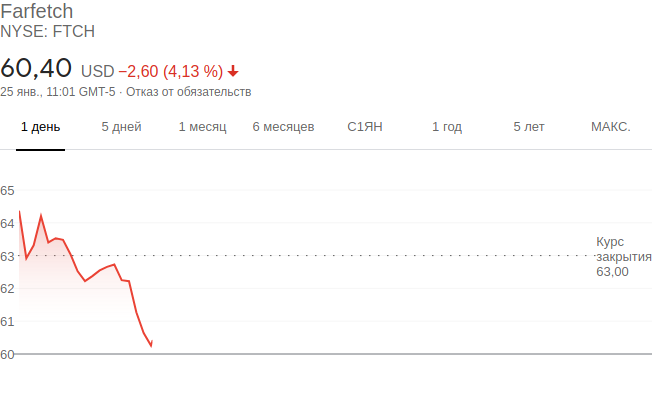 Farfetch
NYSE: FTCH
60,40 USD −2,60 (4,13 %)
25 янв., 11:01 GMT-5 · Отказ от обязательств
1 день 5 дней 1 месяц 6 месяцев С1ЯН 1 год 5 лет МАКС.
65
64
63
62
61
60
Курс
закрытия
63,00